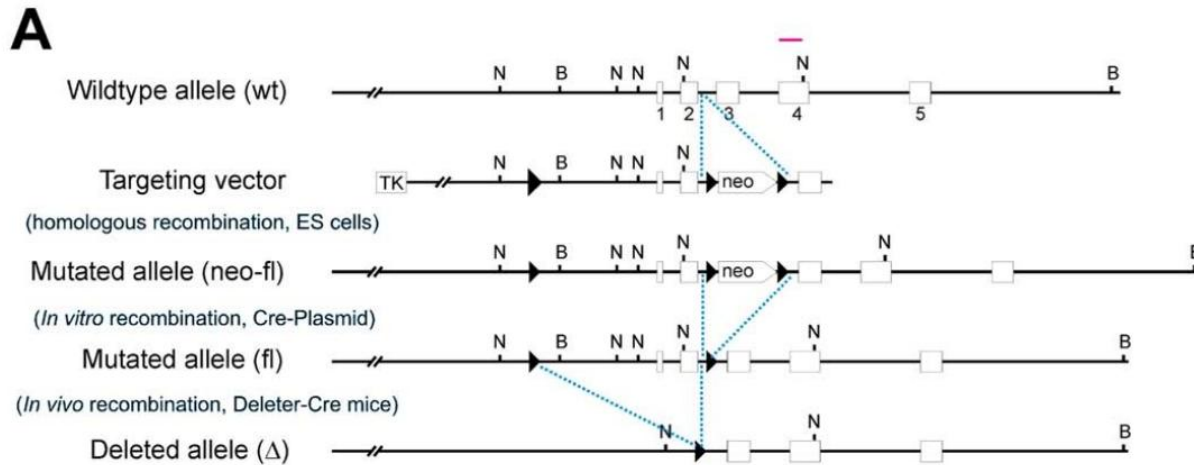 A
N N
Wildtype allele (wt) N B N N B
1 2 3 4 5
N
Targeting vector TK N B N N neo
(homologous recombination, ES cells)
N N
Mutated allele (neo-fl) N B N N neo
(In vitro recombination, Cre-Plasmid)
N N
Mutated allele (fl) N B N N B
(In vivo recombination, Deleter-Cre mice)
N
Deleted allele (Δ) N B